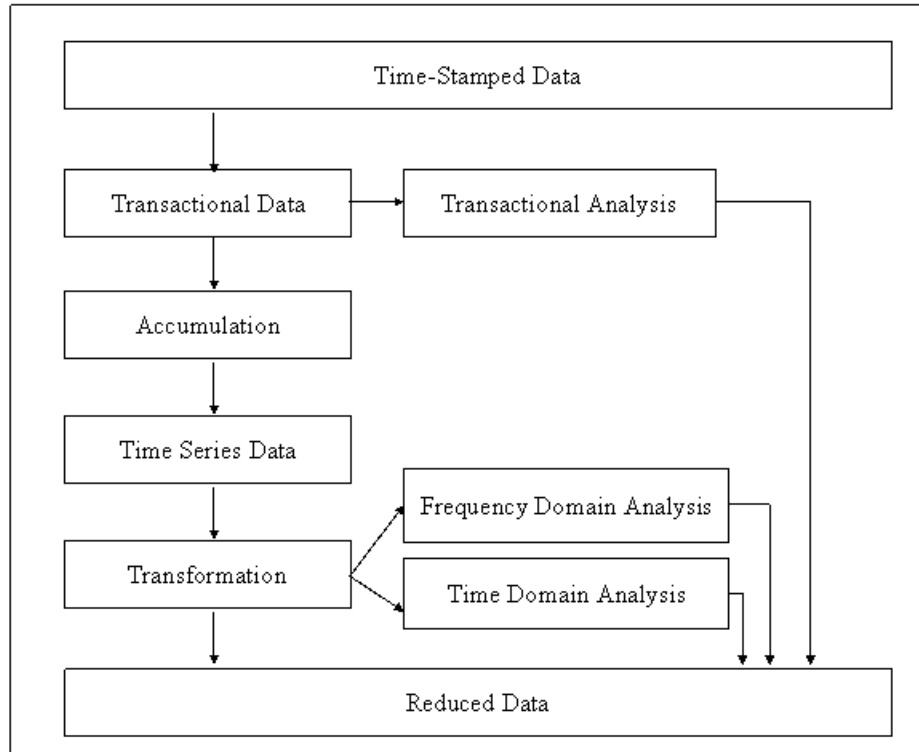 Time-Stamped Data
Transactional Data
Transactional Analysis
Accumulation
Time Series Data
Frequency Domain Analysis
Transformation
Time Domain Analysis
Reduced Data